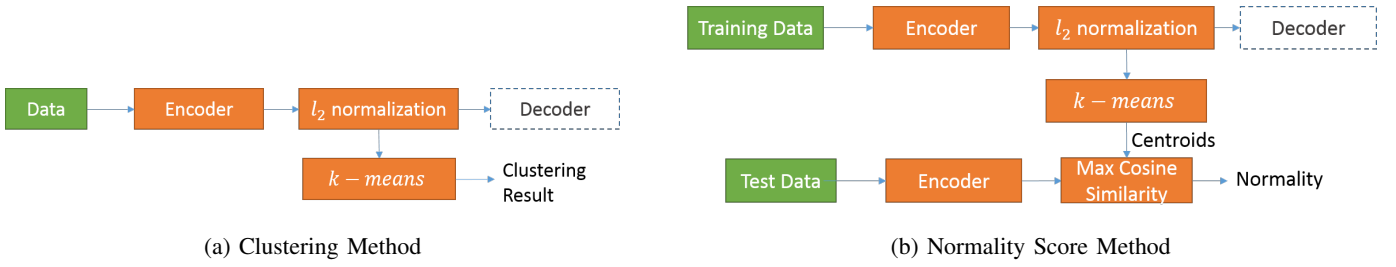 Data
Encoder
l₂ normalization
Decoder
k − means
Clustering
Result
(a) Clustering Method
Training Data
Encoder
l₂ normalization
Decoder
k − means
Centroids
Test Data
Encoder
Max Cosine
Similarity
Normality
(b) Normality Score Method